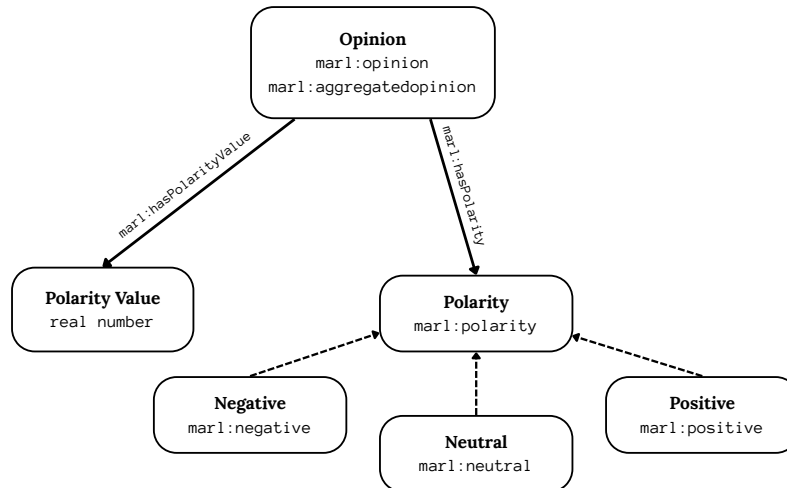 Opinion
marl:opinion
marl:aggregatedopinion
marl:hasPolarityValue
marl:hasPolarity
Polarity Value
real number
Polarity
marl:polarity
Negative
marl:negative
Neutral
marl:neutral
Positive
marl:positive